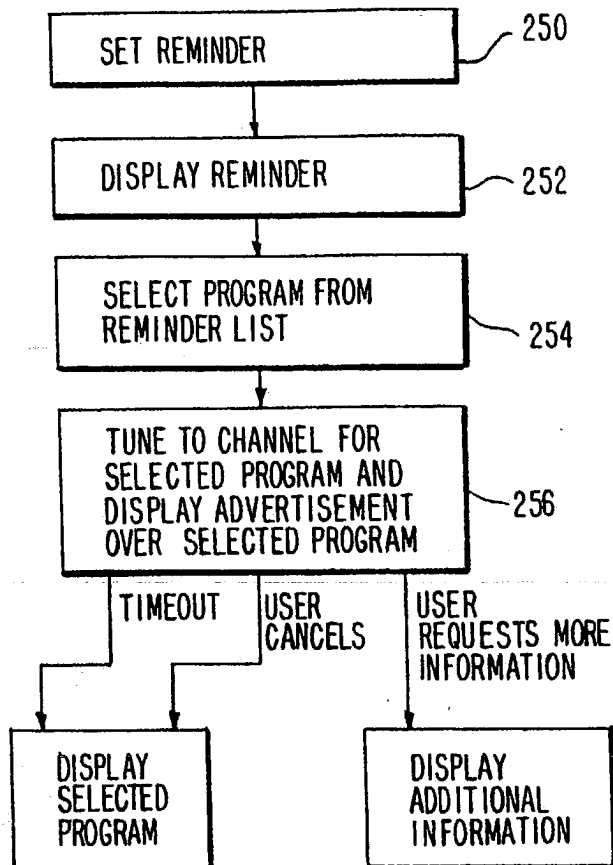 SET REMINDER
250
DISPLAY REMINDER
252
SELECT PROGRAM FROM
REMINDER LIST
254
TUNE TO CHANNEL FOR
SELECTED PROGRAM AND
DISPLAY ADVERTISEMENT
OVER SELECTED PROGRAM
256
TIMEOUT
USER
CANCELS
USER
REQUESTS MORE
INFORMATION
DISPLAY
SELECTED
PROGRAM
DISPLAY
ADDITIONAL
INFORMATION